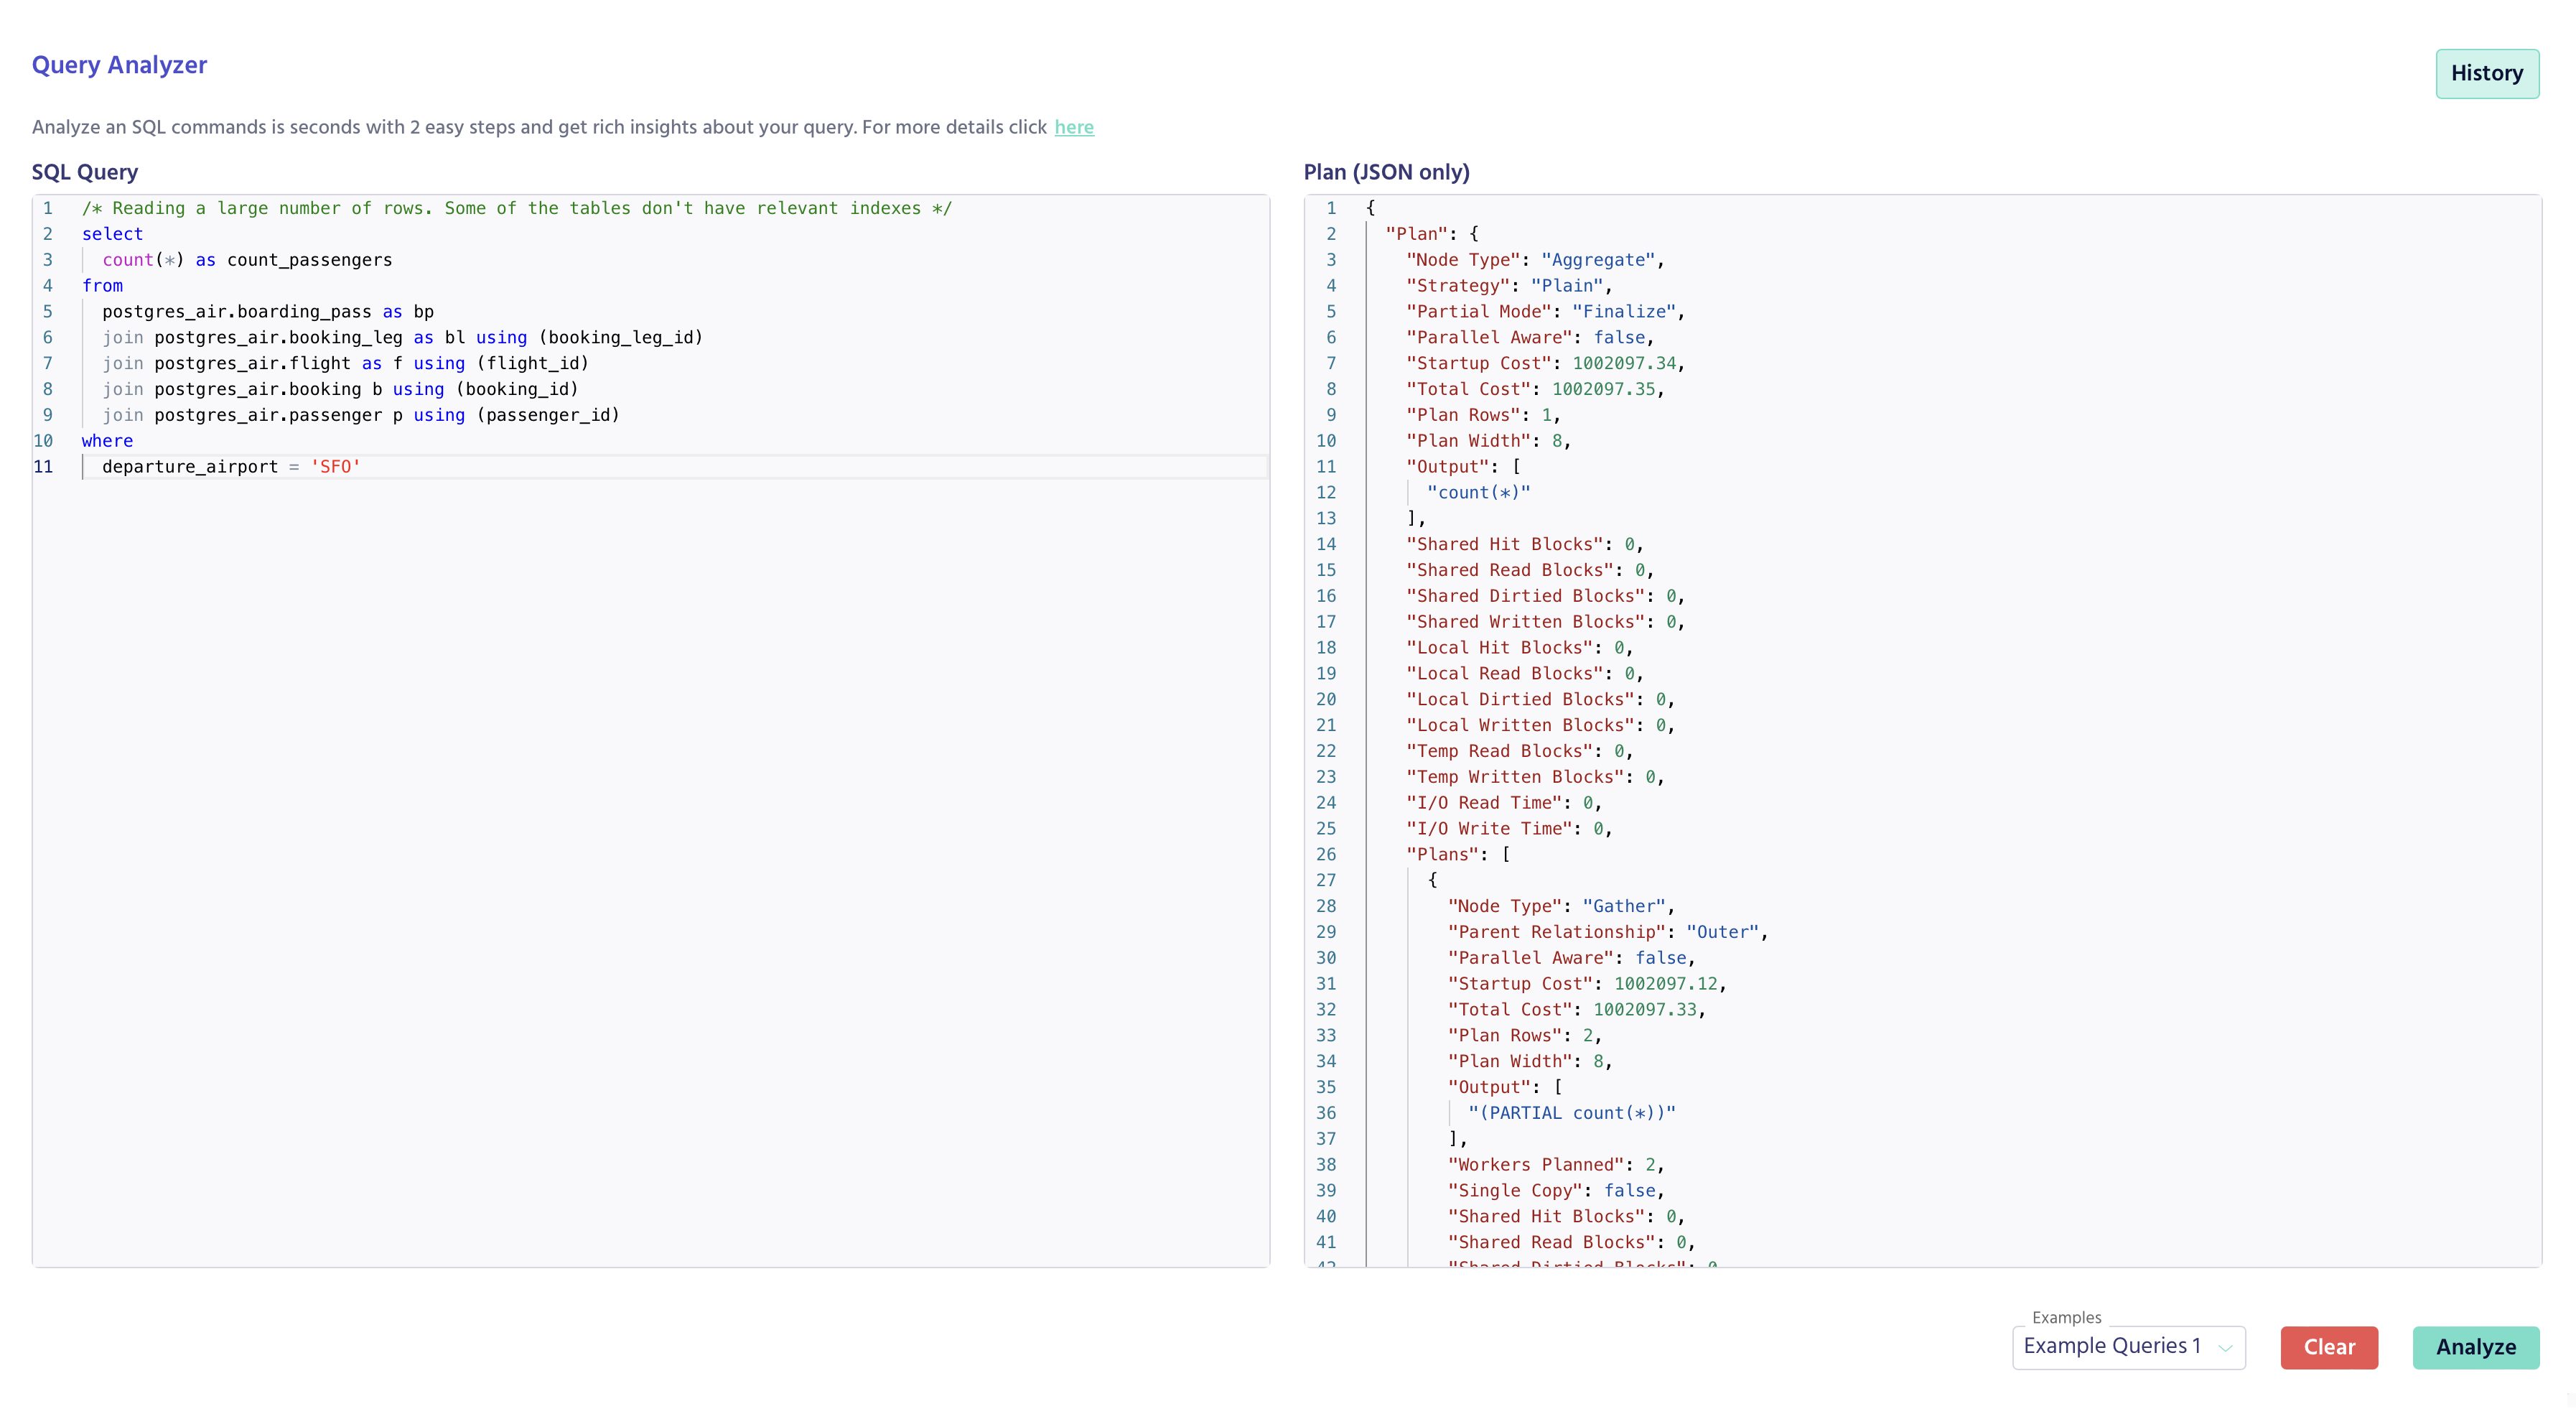 Query Analyzer
History
Analyze an SQL commands is seconds with 2 easy steps and get rich insights about your query. For more details click here
SQL Query
1 /* Reading a large number of rows. Some of the tables don't have relevant indexes */
2 select
3 count(*) as count_passengers
4 from
5 postgres_air.boarding_pass as bp
6 join postgres_air.booking_leg as bl using (booking_leg_id)
7 join postgres_air.flight as f using (flight_id)
8 join postgres_air.booking b using (booking_id)
9 join postgres_air.passenger p using (passenger_id)
10 where
11 departure_airport = 'SFO'
Plan (JSON only)
1 {
2 "Plan": {
3 "Node Type": "Aggregate",
4 "Strategy": "Plain",
5 "Partial Mode": "Finalize",
6 "Parallel Aware": false,
7 "Startup Cost": 1002097.34,
8 "Total Cost": 1002097.35,
9 "Plan Rows": 1,
10 "Plan Width": 8,
11 "Output": [
12 "count(*)"
13 ],
14 "Shared Hit Blocks": 0,
15 "Shared Read Blocks": 0,
16 "Shared Dirtied Blocks": 0,
17 "Shared Written Blocks": 0,
18 "Local Hit Blocks": 0,
19 "Local Read Blocks": 0,
20 "Local Dirtied Blocks": 0,
21 "Local Written Blocks": 0,
22 "Temp Read Blocks": 0,
23 "Temp Written Blocks": 0,
24 "I/O Read Time": 0,
25 "I/O Write Time": 0,
26 "Plans": [
27 {
28 "Node Type": "Gather",
29 "Parent Relationship": "Outer",
30 "Parallel Aware": false,
31 "Startup Cost": 1002097.12,
32 "Total Cost": 1002097.33,
33 "Plan Rows": 2,
34 "Plan Width": 8,
35 "Output": [
36 "(PARTIAL count(*))"
37 ],
38 "Workers Planned": 2,
39 "Single Copy": false,
40 "Shared Hit Blocks": 0,
41 "Shared Read Blocks": 0,
42 "Shared Dirtied Blocks": 0
Examples
Example Queries 1
Clear
Analyze